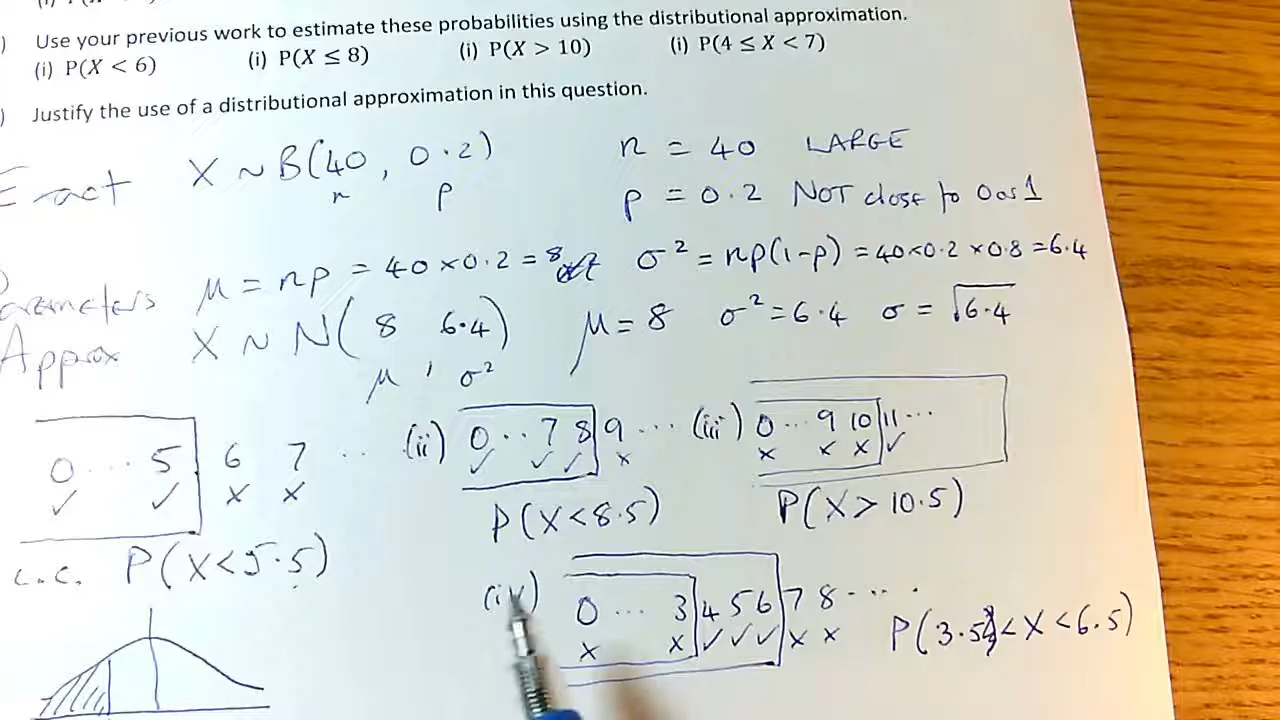 ) Use your previous work to estimate these probabilities using the distributional approximation.
(i) P(X < 6) (i) P(X ≤ 8) (i) P(X > 10) (i) P(4 ≤ X < 7)
) Justify the use of a distributional approximation in this question.
Exact X ~ B(40, 0.2) n = 40 LARGE
n p p = 0.2 NOT close to 0 or 1
Parameters μ = np = 40×0.2 = 8 σ² = np(1-p) = 40×0.2×0.8 = 6.4
Approx X ~ N(8 6.4) μ = 8 σ² = 6.4 σ = √6.4
μ , σ²
0 ... 5 6 7 ... (ii) 0 .. 7 8 9 ... (iii) 0 ... 9 10 11 ...
✓ ✓ x x ✓ ✓ ✓ x x x x ✓
c.c. P(X < 5.5) P(X < 8.5) P(X > 10.5)
(iv) 0 ... 3 4 5 6 7 8 ....
x x ✓ ✓ ✓ x x P(3.5 < X < 6.5)